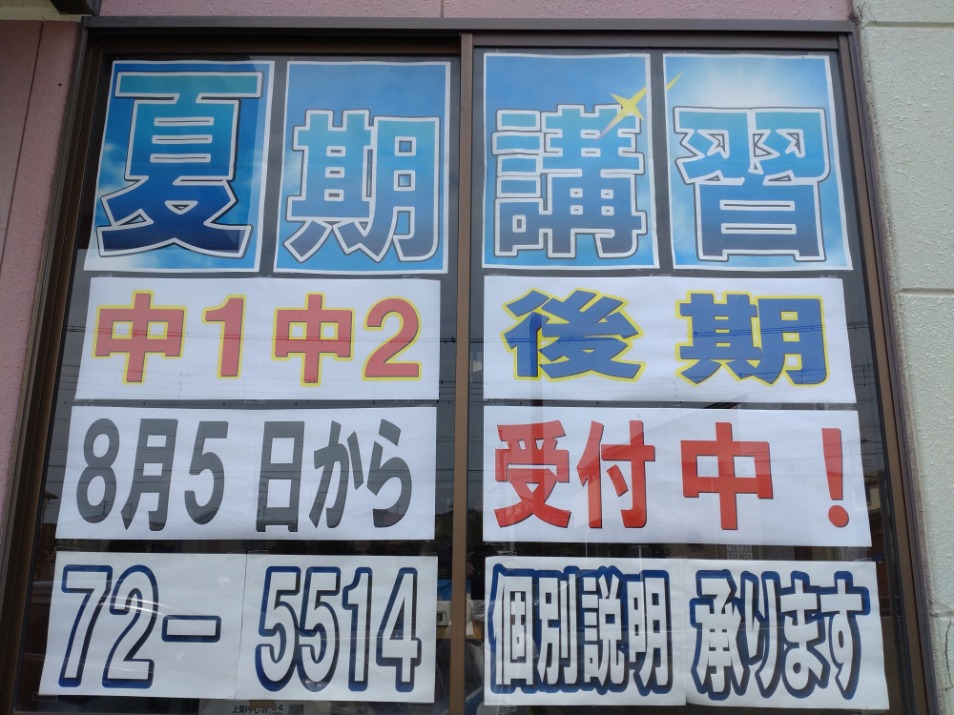 夏期講習
中1中2 後期
8月5日から 受付中！
72-5514 個別説明承ります